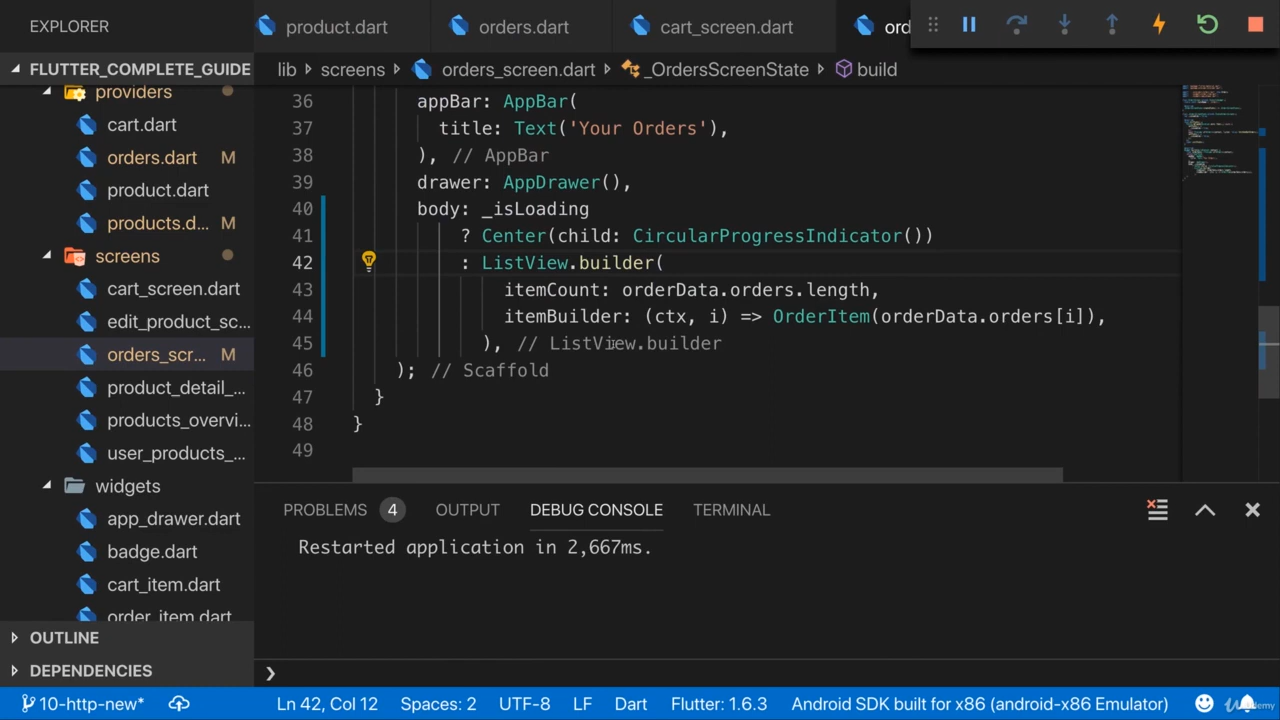 EXPLORER
product.dart
orders.dart
cart_screen.dart
FLUTTER_COMPLETE_GUIDE
lib > screens > orders_screen.dart > _OrdersScreenState > build
providers
cart.dart
orders.dart M
product.dart
products.d... M
screens
cart_screen.dart
edit_product_sc...
orders_scr... M
product_detail_...
products_overvi...
user_products_...
widgets
app_drawer.dart
badge.dart
cart_item.dart
order_item.dart
OUTLINE
DEPENDENCIES
36 appBar: AppBar(
37 title: Text('Your Orders'),
38 ), // AppBar
39 drawer: AppDrawer(),
40 body: _isLoading
41 ? Center(child: CircularProgressIndicator())
42 : ListView.builder(
43 itemCount: orderData.orders.length,
44 itemBuilder: (ctx, i) => OrderItem(orderData.orders[i]),
45 ), // ListView.builder
46 ); // Scaffold
47 }
48 }
49
PROBLEMS 4 OUTPUT DEBUG CONSOLE TERMINAL
Restarted application in 2,667ms.
10-http-new* Ln 42, Col 12 Spaces: 2 UTF-8 LF Dart Flutter: 1.6.3 Android SDK built for x86 (android-x86 Emulator)
Udemy